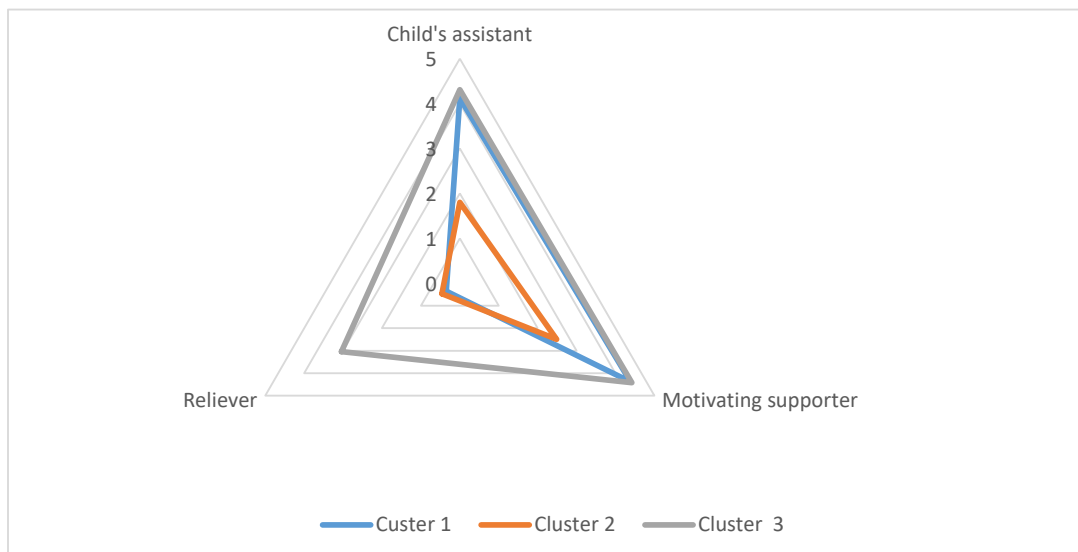 Child's assistant
5
4
3
2
1
0
Reliever
Motivating supporter
Custer 1
Cluster 2
Cluster 3